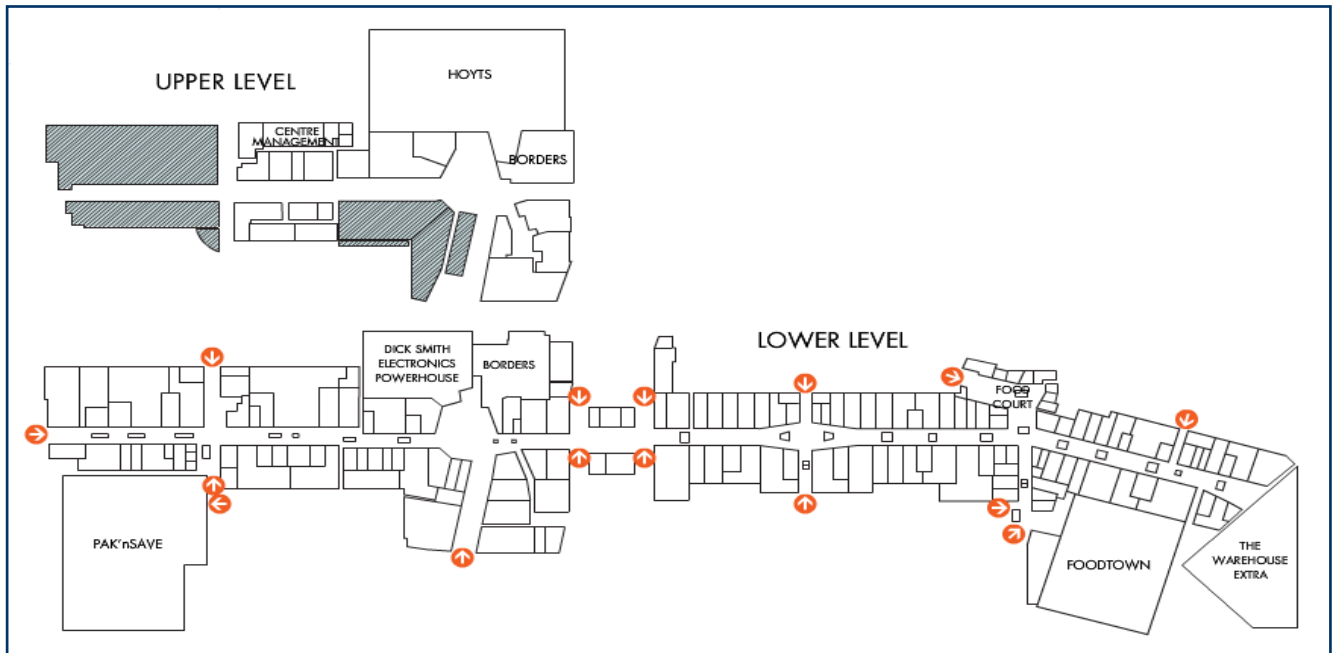 UPPER LEVEL
HOYTS
CENTRE
MANAGEMENT
BORDERS
LOWER LEVEL
DICK SMITH
ELECTRONICS
POWERHOUSE
BORDERS
FOOD
COURT
PAK'nSAVE
FOODTOWN
THE
WAREHOUSE
EXTRA